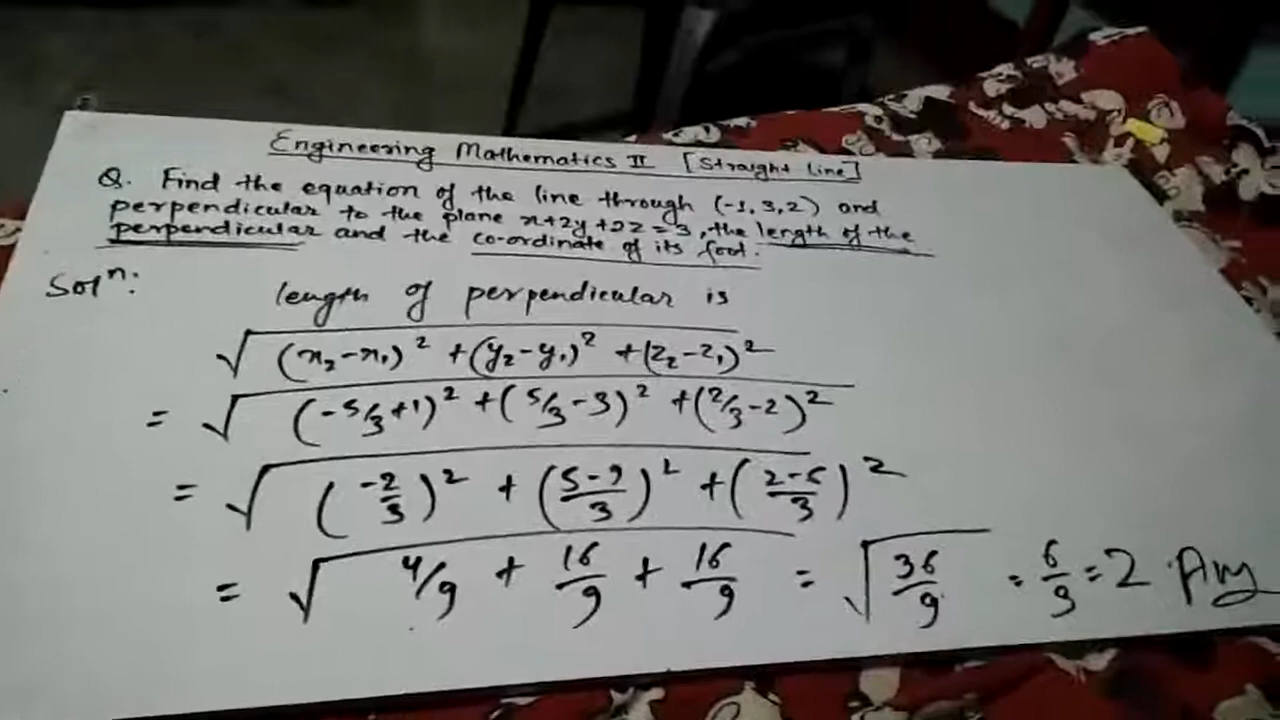 Engineering Mathematics II [Straight Line]
Q. Find the equation of the line through (-1, 3, 2) and
perpendicular to the plane x+2y+2z=3, the length of the
perpendicular and the co-ordinate of its foot.
Solⁿ: length of perpendicular is
√((x₂-x₁)² + (y₂-y₁)² + (z₂-z₁)²)
= √((-5/3+1)² + (5/3-3)² + (2/3-2)²)
= √((-2/3)² + ((5-9)/3)² + ((2-6)/3)²)
= √(4/9 + 16/9 + 16/9) = √(36/9) = 6/3 = 2 Ans